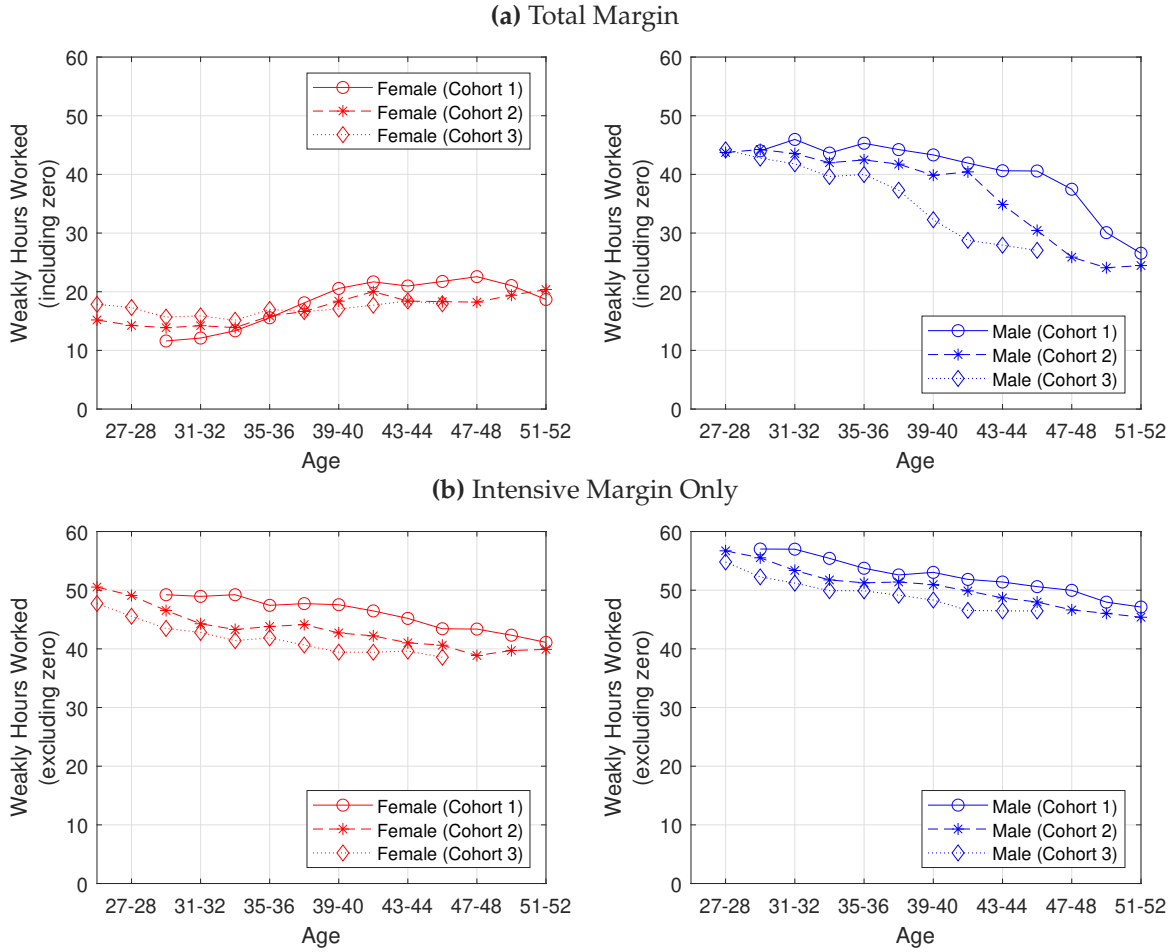 (a) Total Margin
60
50
40
30
20
10
0
Weakly Hours Worked
(including zero)
Female (Cohort 1)
Female (Cohort 2)
Female (Cohort 3)
27-28 31-32 35-36 39-40 43-44 47-48 51-52
Age
60
50
40
30
20
10
0
Weakly Hours Worked
(including zero)
Male (Cohort 1)
Male (Cohort 2)
Male (Cohort 3)
27-28 31-32 35-36 39-40 43-44 47-48 51-52
Age
(b) Intensive Margin Only
60
50
40
30
20
10
0
Weakly Hours Worked
(excluding zero)
Female (Cohort 1)
Female (Cohort 2)
Female (Cohort 3)
27-28 31-32 35-36 39-40 43-44 47-48 51-52
Age
60
50
40
30
20
10
0
Weakly Hours Worked
(excluding zero)
Male (Cohort 1)
Male (Cohort 2)
Male (Cohort 3)
27-28 31-32 35-36 39-40 43-44 47-48 51-52
Age